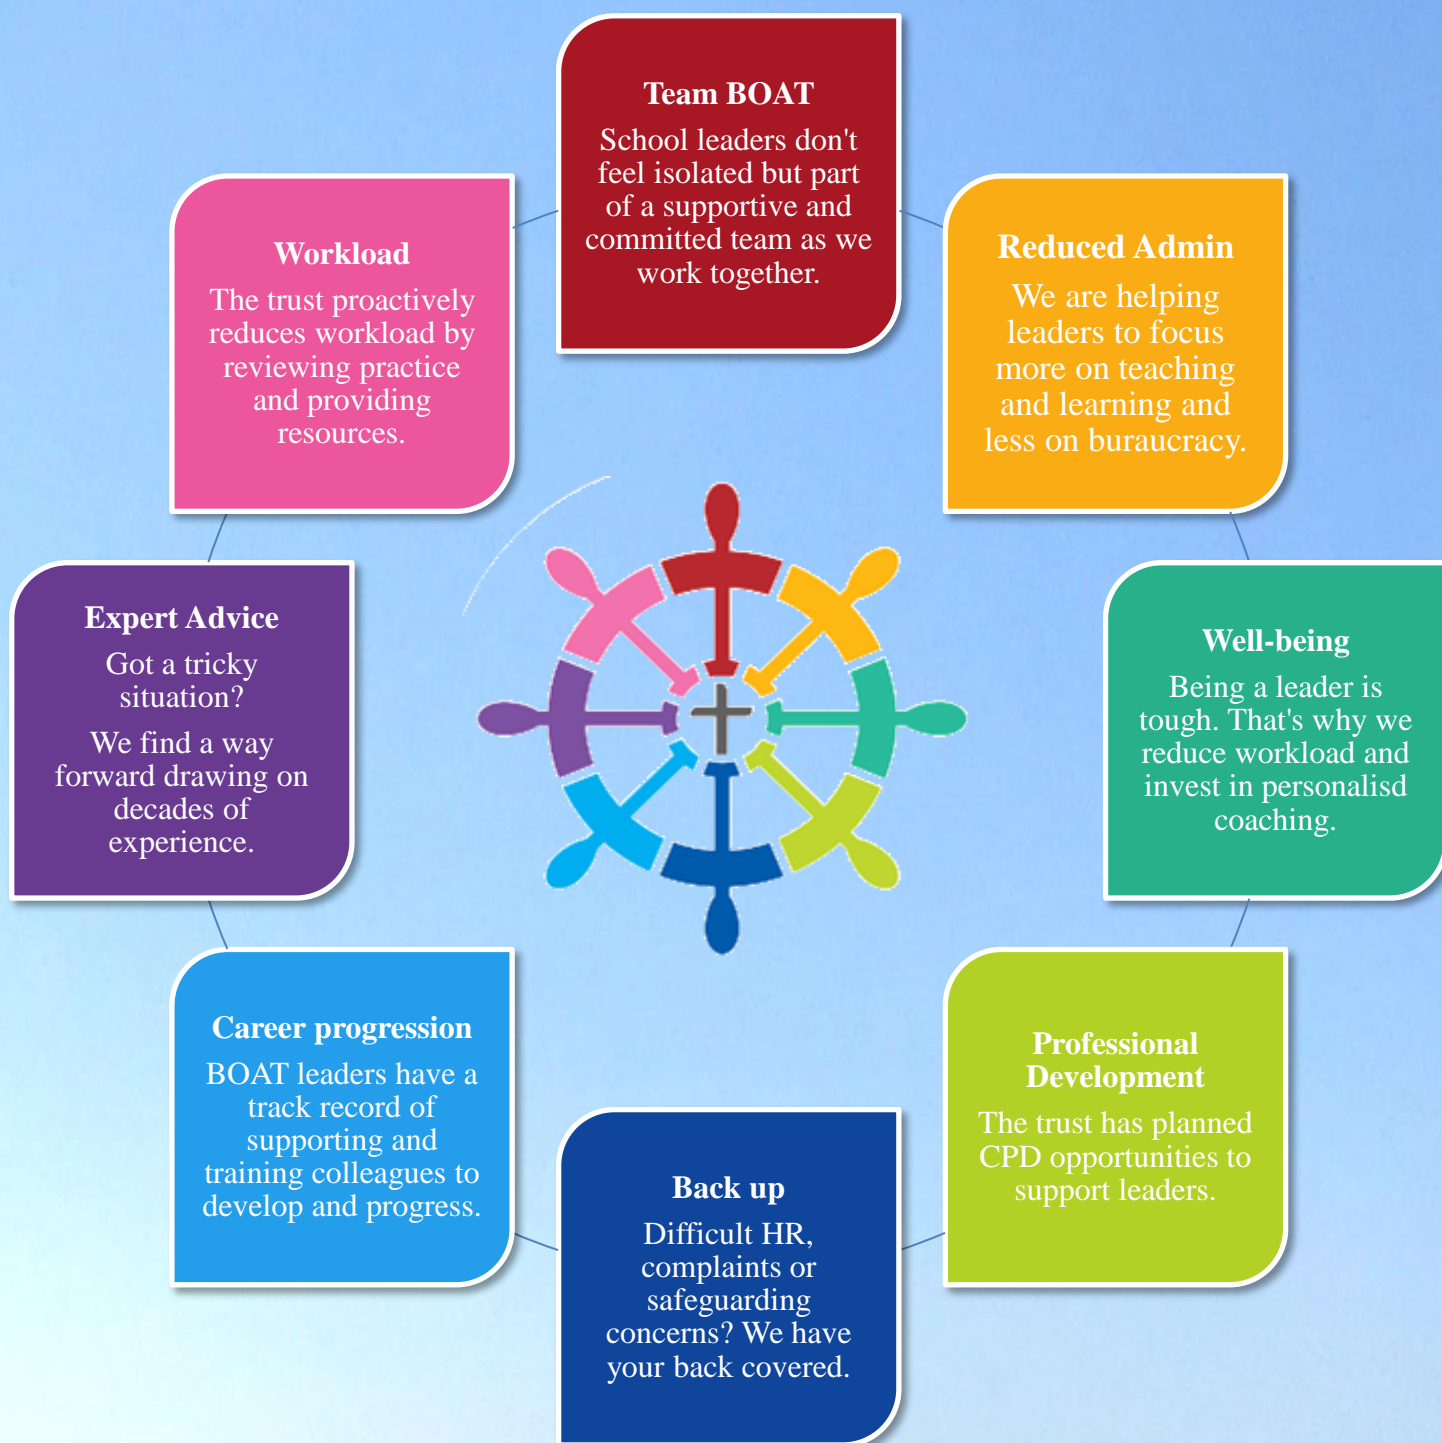 Team BOAT
School leaders don't
feel isolated but part
of a supportive and
committed team as we
work together.
Reduced Admin
We are helping
leaders to focus
more on teaching
and learning and
less on buraucracy.
Well-being
Being a leader is
tough. That's why we
reduce workload and
invest in personalisd
coaching.
Professional
Development
The trust has planned
CPD opportunities to
support leaders.
Back up
Difficult HR,
complaints or
safeguarding
concerns? We have
your back covered.
Career progression
BOAT leaders have a
track record of
supporting and
training colleagues to
develop and progress.
Expert Advice
Got a tricky
situation?
We find a way
forward drawing on
decades of
experience.
Workload
The trust proactively
reduces workload by
reviewing practice
and providing
resources.